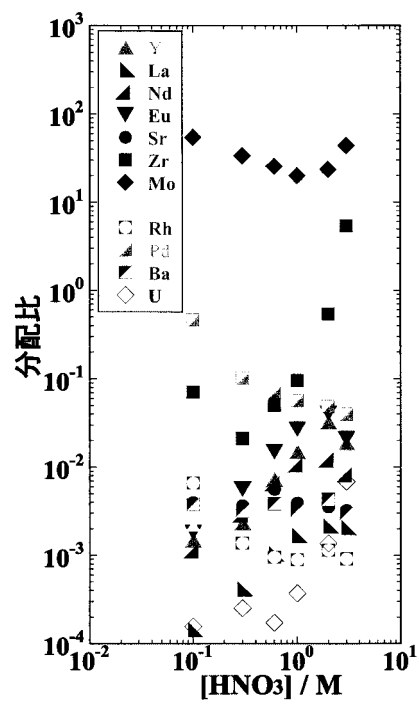 10³
10²
10¹
10⁰
10⁻¹
10⁻²
10⁻³
10⁻⁴
分配比
Y
La
Nd
Eu
Sr
Zr
Mo
Rh
Pd
Ba
U
10⁻² 10⁻¹ 10⁰ 10¹
[HNO₃] / M